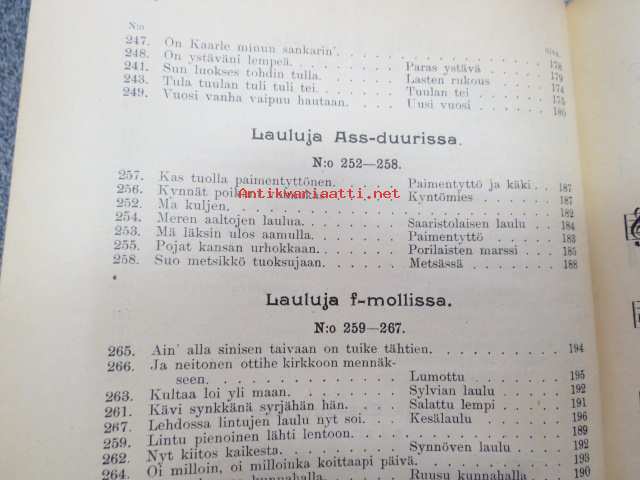 N:o
247. On Kaarle minun sankarin'.
248. On ystäväni lempeä. Paras ystävä 178
241. Sun luokses tohdin tulla. Lasten rukous 179
243. Tula tuulan tuli tuli tei. Tuulan tei 174
249. Vuosi vanha vaipuu hautaan. Uusi vuosi 180
Lauluja Ass-duurissa.
N:o 252—258.
257. Kas tuolla paimentyttönen. Paimentyttö ja käki 187
256. Kynnät Kyntömies 187
252. Ma kuljen. 182
254. Meren aaltojen laulua. Saaristolaisen laulu 184
253. Mä läksin ulos aamulla. Paimentyttö 183
255. Pojat kansan urhokkaan. Porilaisten marssi 185
258. Suo metsikkö tuoksujaan. Metsässä 188
Antikvariaatti.net
Lauluja f-mollissa.
N:o 259—267.
265. Ain' alla sinisen taivaan on tuike tähtien. 194
266. Ja neitonen ottihe kirkkoon mennäk-
seen. Lumottu 195
263. Kultaa loi yli maan. Sylvian laulu 192
261. Kävi synkkänä syrjähän hän. Salattu lempi 191
267. Lehdossa lintujen laulu nyt soi. Kesälaulu 196
259. Lintu pienoinen lähti lentoon. 189
262. Nyt kiitos kaikesta. Synnöven laulu 192
264. Oi milloin, oi milloinka koittaapi päivä. 193
kunnahalla. Ruusu kunnahalla 190